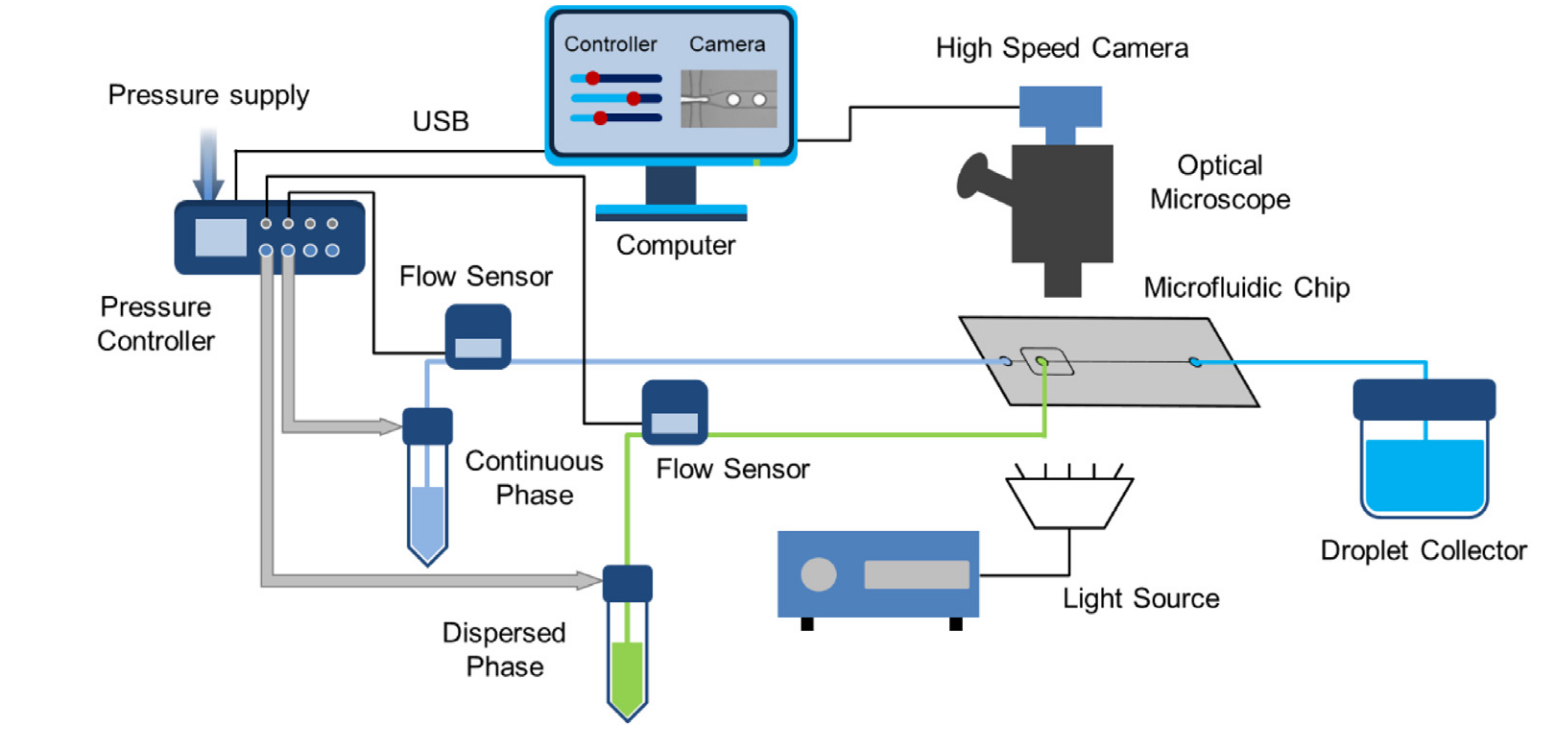 Controller Camera
High Speed Camera
Pressure supply
USB
Optical
Microscope
Computer
Flow Sensor
Microfluidic Chip
Pressure
Controller
Continuous
Phase
Flow Sensor
Droplet Collector
Light Source
Dispersed
Phase